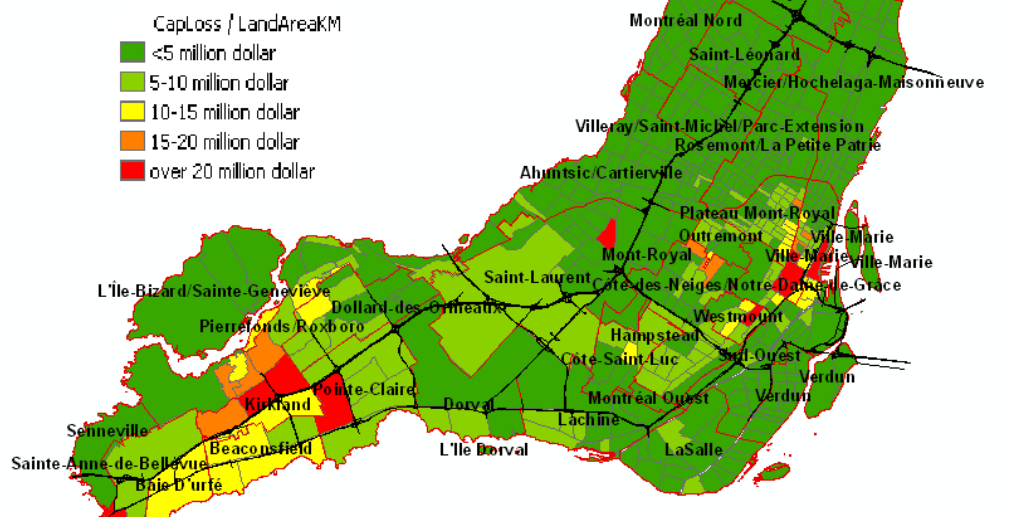 CapLoss / LandAreaKM
<5 million dollar
5-10 million dollar
10-15 million dollar
15-20 million dollar
over 20 million dollar
Montréal Nord
Saint-Léonard
Mercier/Hochelaga-Maisonneuve
Villeray/Saint-Michel/Parc-Extension
Rosemont/La Petite Patrie
Ahuntsic/Cartierville
Plateau Mont-Royal
Outremont
Ville-Marie
Mont-Royal
Ville-Marie
Ville-Marie
Saint-Laurent
Côte-des-Neiges/Notre-Dame-de-Grâce
L'Île-Bizard/Sainte-Geneviève
Dollard-des-Ormeaux
Pierrefonds/Roxboro
Westmount
Hampstead
Côte-Saint-Luc
Sud-Ouest
Verdun
Pointe-Claire
Verdun
Montréal Ouest
Kirkland
Dorval
Lachine
Senneville
Beaconsfield
L'Île Dorval
LaSalle
Sainte-Anne-de-Bellevue
Baie D'urfé